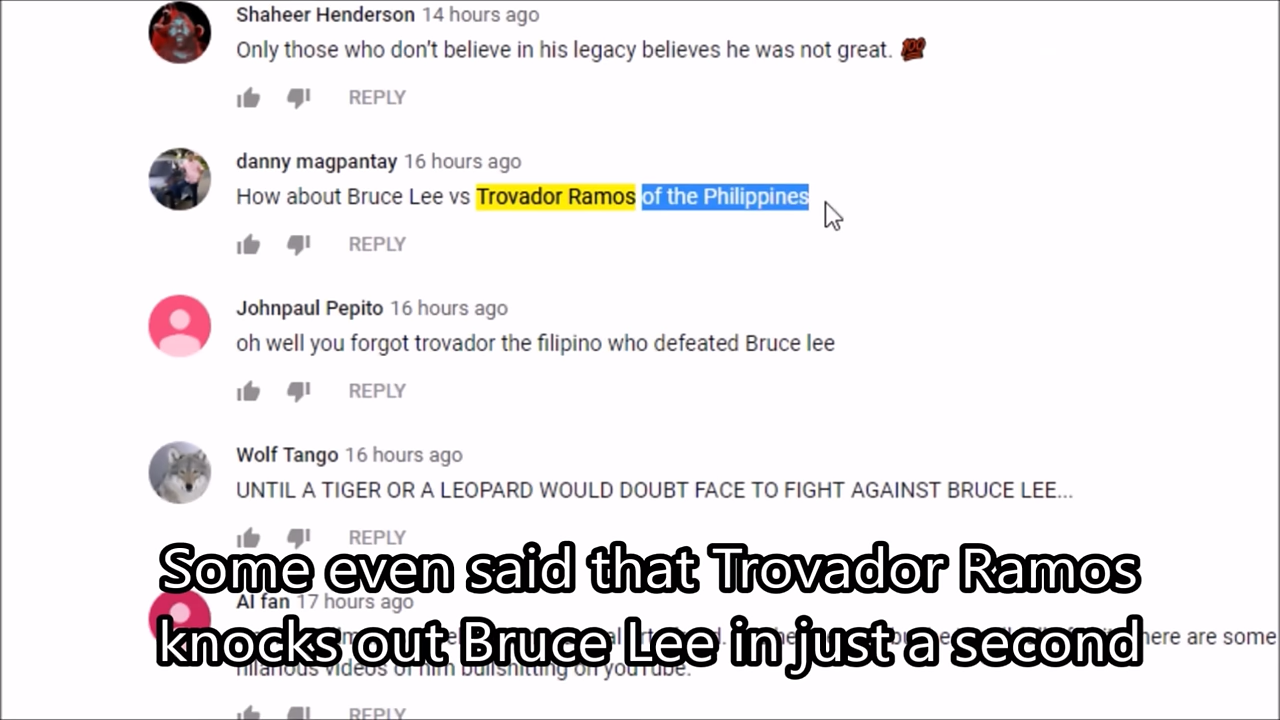 Shaheer Henderson 14 hours ago
Only those who don't believe in his legacy believes he was not great. 💯
REPLY
danny magpantay 16 hours ago
How about Bruce Lee vs Trovador Ramos of the Philippines
REPLY
Johnpaul Pepito 16 hours ago
oh well you forgot trovador the filipino who defeated Bruce lee
REPLY
Wolf Tango 16 hours ago
UNTIL A TIGER OR A LEOPARD WOULD DOUBT FACE TO FIGHT AGAINST BRUCE LEE...
REPLY
Some even said that Trovador Ramos
Al fan 17 hours ago
knocks out Bruce Lee in just a second
here are some
hilarious videos of him bullshitting on youTube.
REPLY